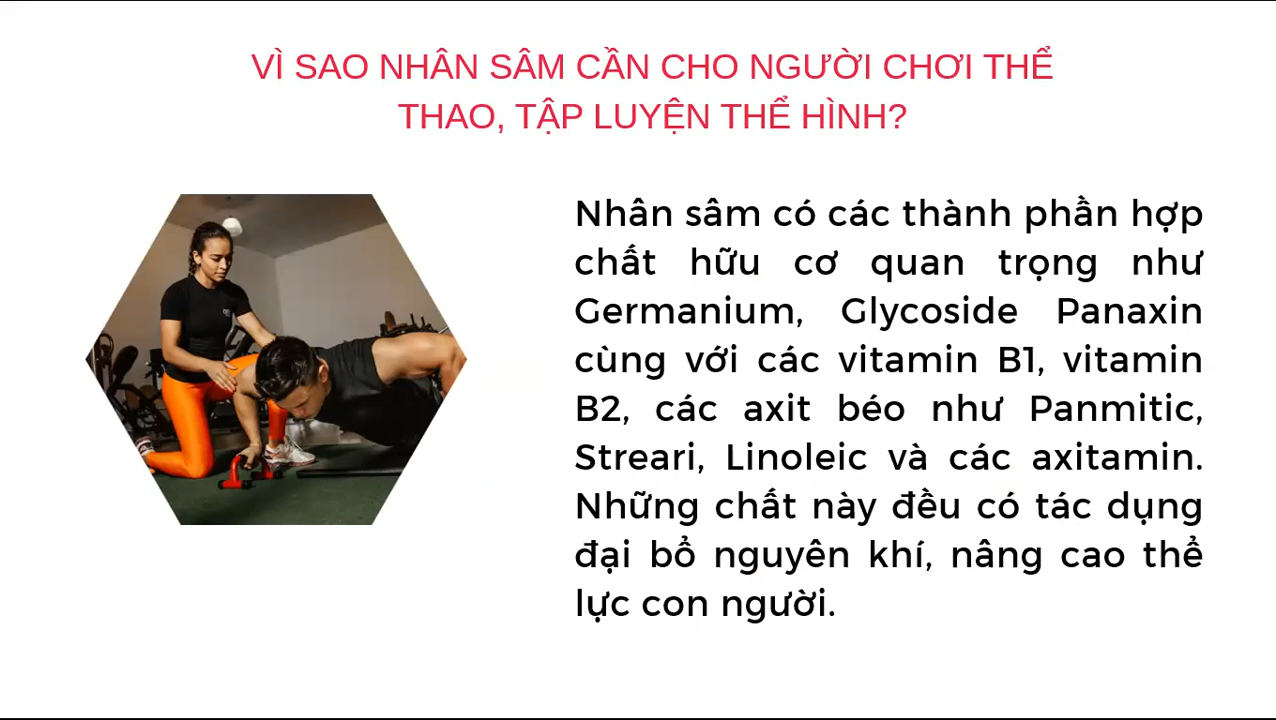 VÌ SAO NHÂN SÂM CẦN CHO NGƯỜI CHƠI THỂ
THAO, TẬP LUYỆN THỂ HÌNH?
Nhân sâm có các thành phần hợp
chất hữu cơ quan trọng như
Germanium, Glycoside Panaxin
cùng với các vitamin B1, vitamin
B2, các axit béo như Panmitic,
Streari, Linoleic và các axitamin.
Những chất này đều có tác dụng
đại bổ nguyên khí, nâng cao thể
lực con người.